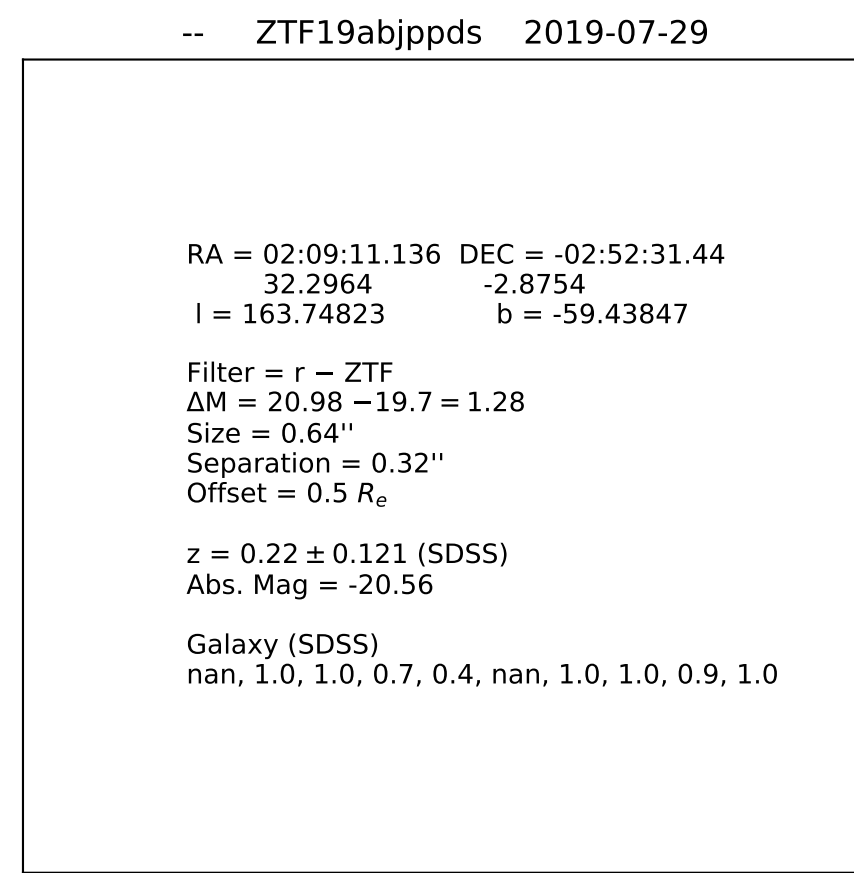 -- ZTF19abjppds 2019-07-29
RA = 02:09:11.136 DEC = -02:52:31.44
32.2964 -2.8754
l = 163.74823 b = -59.43847
Filter = r − ZTF
ΔM = 20.98 −19.7 = 1.28
Size = 0.64''
Separation = 0.32''
Offset = 0.5 Rₑ
z = 0.22 ± 0.121 (SDSS)
Abs. Mag = -20.56
Galaxy (SDSS)
nan, 1.0, 1.0, 0.7, 0.4, nan, 1.0, 1.0, 0.9, 1.0